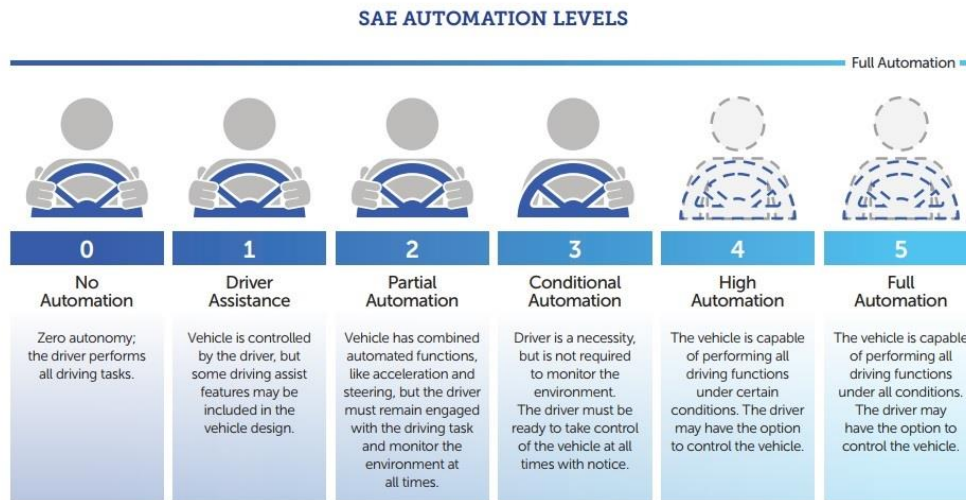 SAE AUTOMATION LEVELS
Full Automation
0
No
Automation
Zero autonomy;
the driver performs
all driving tasks.
1
Driver
Assistance
Vehicle is controlled
by the driver, but
some driving assist
features may be
included in the
vehicle design.
2
Partial
Automation
Vehicle has combined
automated functions,
like acceleration and
steering, but the driver
must remain engaged
with the driving task
and monitor the
environment at
all times.
3
Conditional
Automation
Driver is a necessity,
but is not required
to monitor the
environment.
The driver must be
ready to take control
of the vehicle at all
times with notice.
4
High
Automation
The vehicle is capable
of performing all
driving functions
under certain
conditions. The driver
may have the option
to control the vehicle.
5
Full
Automation
The vehicle is capable
of performing all
driving functions
under all conditions.
The driver may
have the option to
control the vehicle.